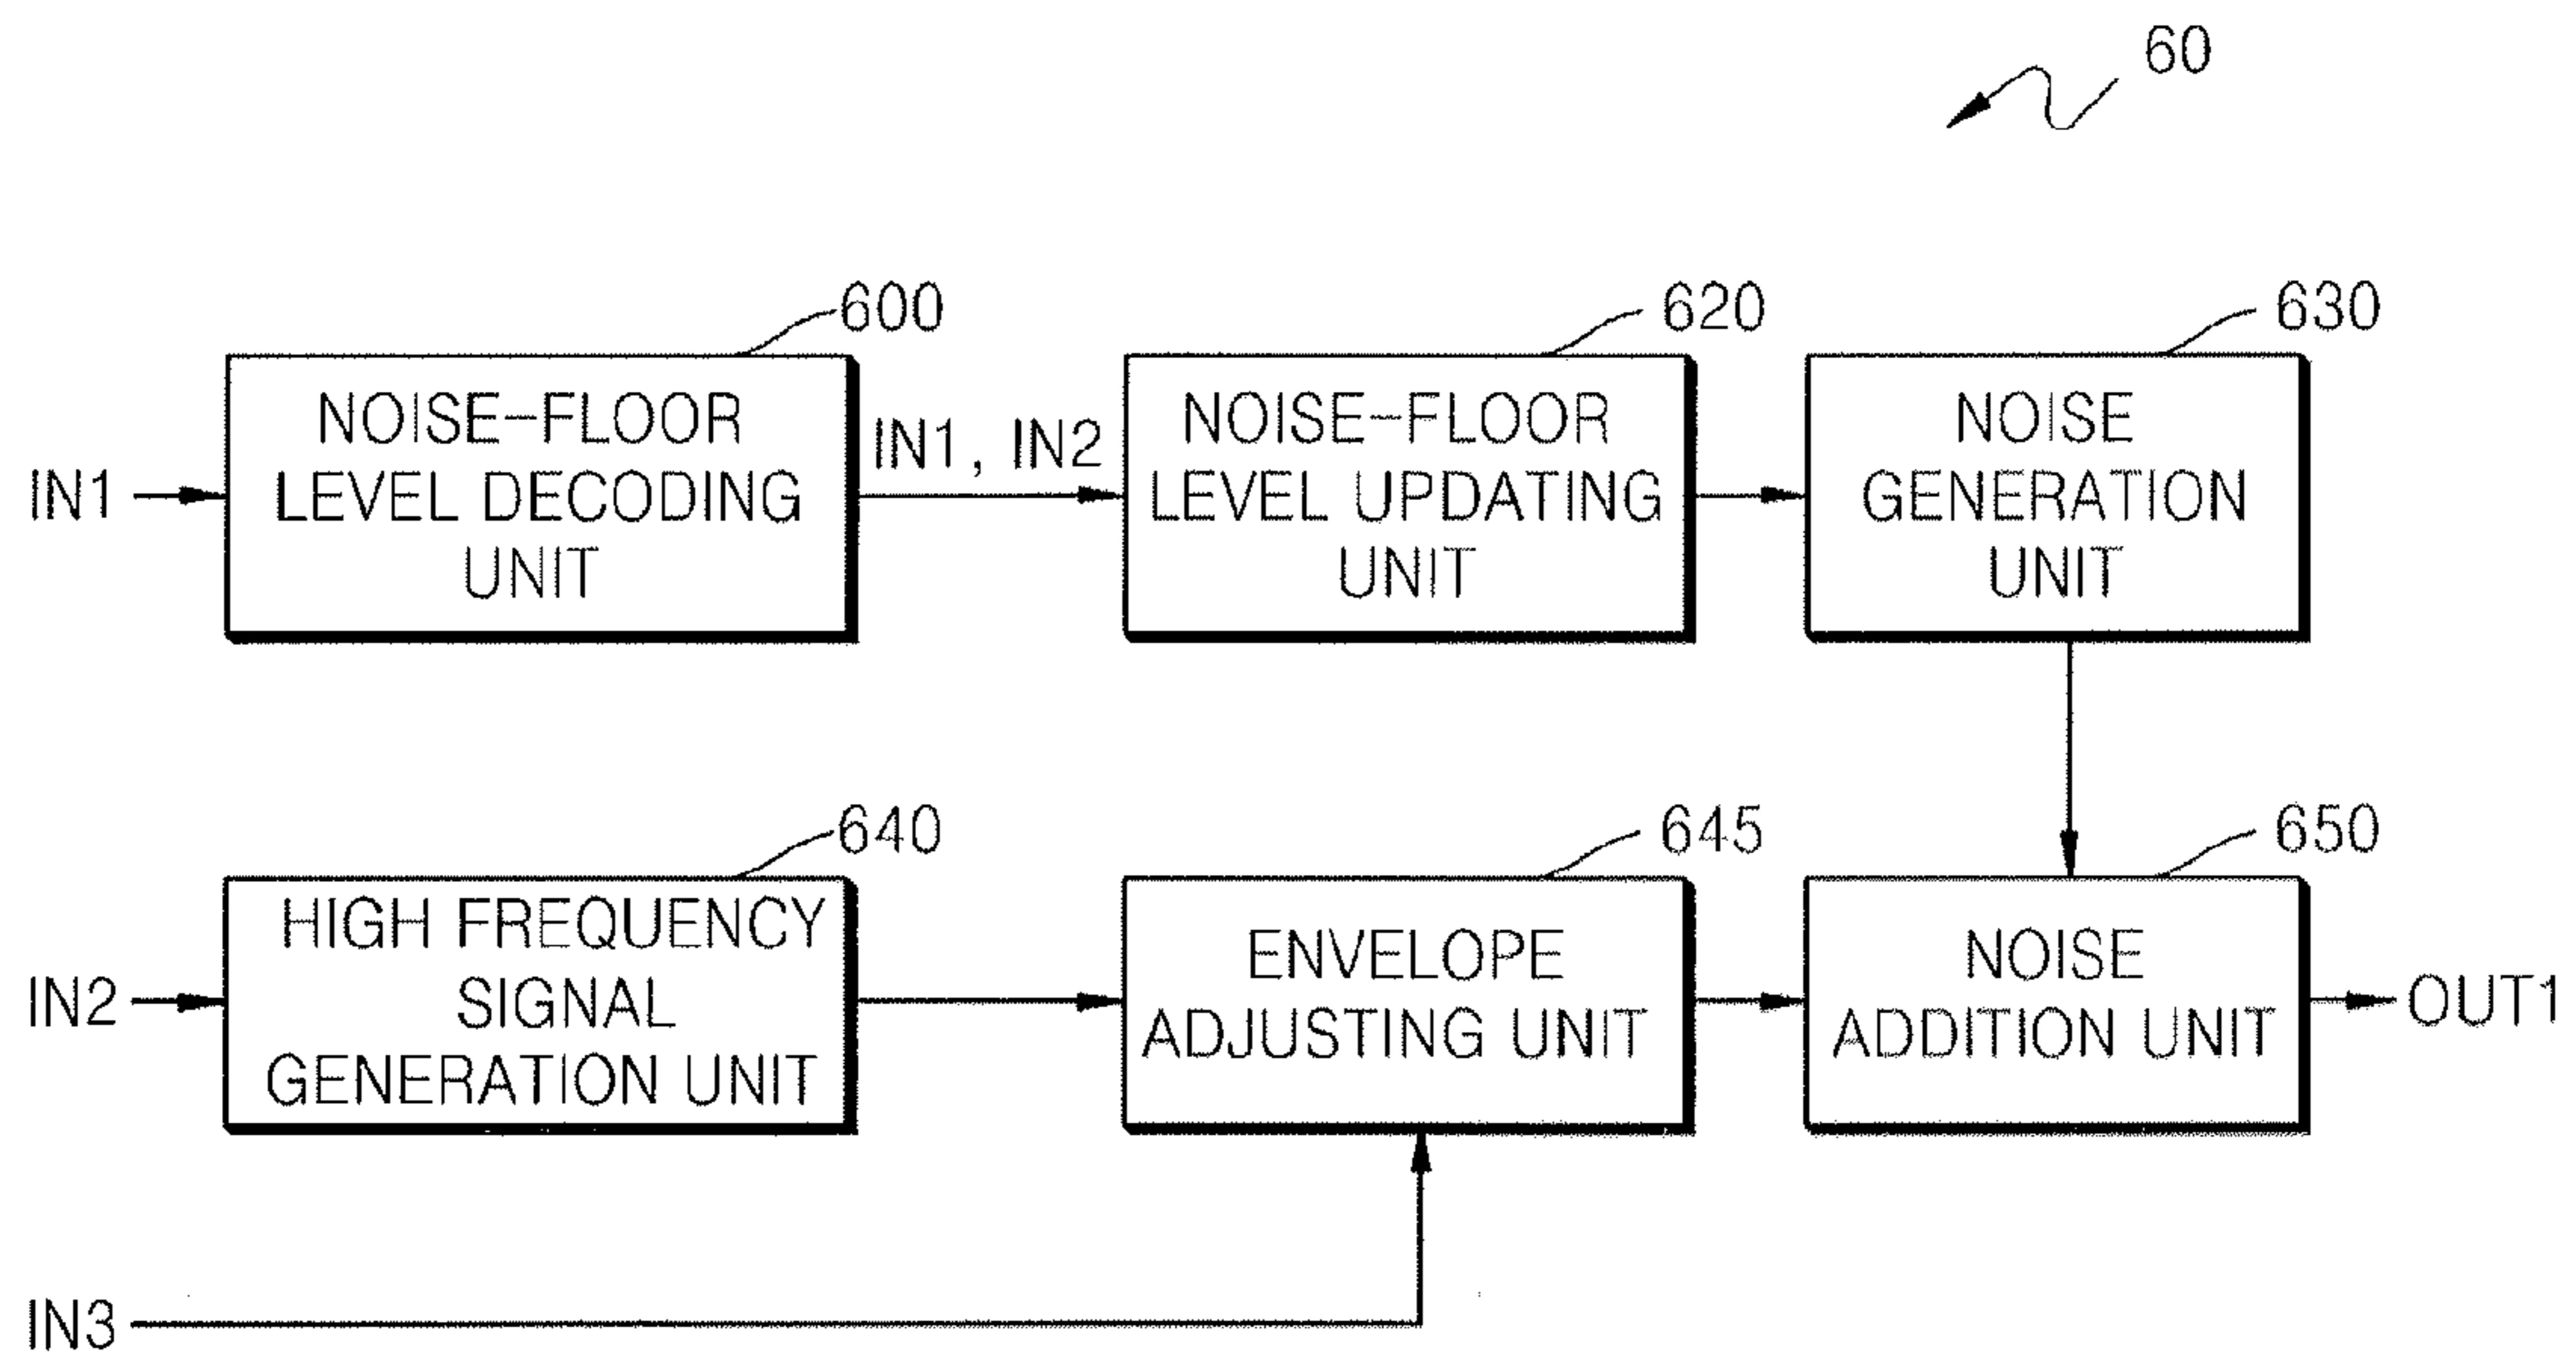 60
600
620
630
NOISE-FLOOR
LEVEL DECODING
UNIT
NOISE-FLOOR
LEVEL UPDATING
UNIT
NOISE
GENERATION
UNIT
IN1
IN1, IN2
640
645
650
HIGH FREQUENCY
SIGNAL
GENERATION UNIT
ENVELOPE
ADJUSTING UNIT
NOISE
ADDITION UNIT
IN2
OUT1
IN3